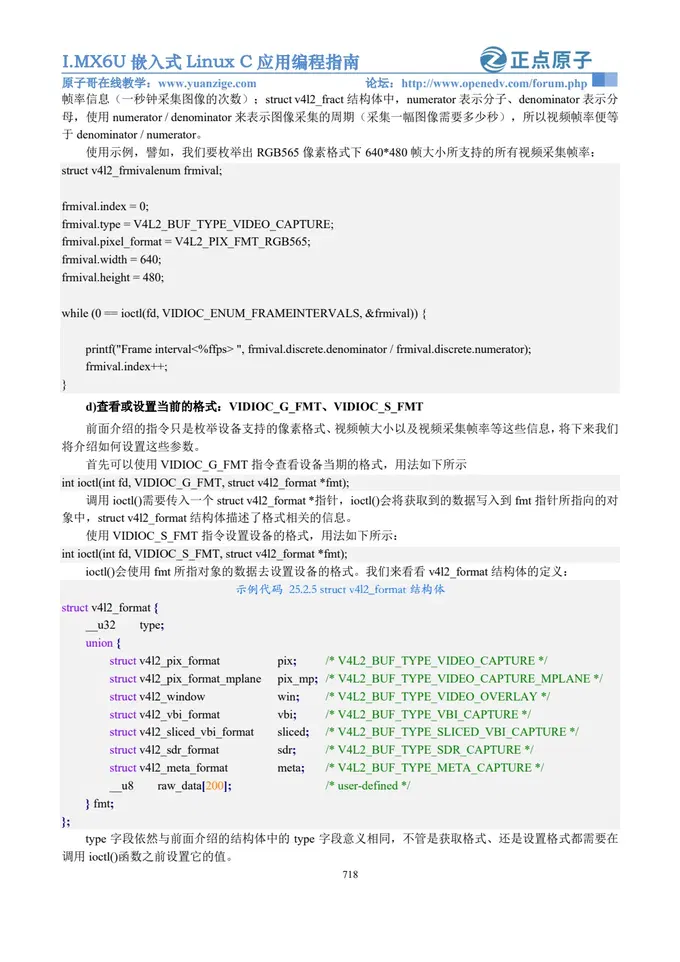 I.MX6U 嵌入式 Linux C 应用编程指南
正点原子
原子哥在线教学：www.yuanzige.com 论坛：http://www.openedv.com/forum.php
帧率信息（一秒钟采集图像的次数）；struct v4l2_fract 结构体中，numerator 表示分子、denominator 表示分
母，使用 numerator / denominator 来表示图像采集的周期（采集一幅图像需要多少秒），所以视频帧率便等
于 denominator / numerator。
使用示例，譬如，我们要枚举出 RGB565 像素格式下 640*480 帧大小所支持的所有视频采集帧率：
struct v4l2_frmivalenum frmival;
frmival.index = 0;
frmival.type = V4L2_BUF_TYPE_VIDEO_CAPTURE;
frmival.pixel_format = V4L2_PIX_FMT_RGB565;
frmival.width = 640;
frmival.height = 480;
while (0 == ioctl(fd, VIDIOC_ENUM_FRAMEINTERVALS, &frmival)) {
printf("Frame interval<%ffps> ", frmival.discrete.denominator / frmival.discrete.numerator);
frmival.index++;
}
d)查看或设置当前的格式：VIDIOC_G_FMT、VIDIOC_S_FMT
前面介绍的指令只是枚举设备支持的像素格式、视频帧大小以及视频采集帧率等这些信息，将下来我们
将介绍如何设置这些参数。
首先可以使用 VIDIOC_G_FMT 指令查看设备当期的格式，用法如下所示
int ioctl(int fd, VIDIOC_G_FMT, struct v4l2_format *fmt);
调用 ioctl()需要传入一个 struct v4l2_format *指针，ioctl()会将获取到的数据写入到 fmt 指针所指向的对
象中，struct v4l2_format 结构体描述了格式相关的信息。
使用 VIDIOC_S_FMT 指令设置设备的格式，用法如下所示：
int ioctl(int fd, VIDIOC_S_FMT, struct v4l2_format *fmt);
ioctl()会使用 fmt 所指对象的数据去设置设备的格式。我们来看看 v4l2_format 结构体的定义：
示例代码 25.2.5 struct v4l2_format 结构体
struct v4l2_format {
__u32 type;
union {
struct v4l2_pix_format pix; /* V4L2_BUF_TYPE_VIDEO_CAPTURE */
struct v4l2_pix_format_mplane pix_mp; /* V4L2_BUF_TYPE_VIDEO_CAPTURE_MPLANE */
struct v4l2_window win; /* V4L2_BUF_TYPE_VIDEO_OVERLAY */
struct v4l2_vbi_format vbi; /* V4L2_BUF_TYPE_VBI_CAPTURE */
struct v4l2_sliced_vbi_format sliced; /* V4L2_BUF_TYPE_SLICED_VBI_CAPTURE */
struct v4l2_sdr_format sdr; /* V4L2_BUF_TYPE_SDR_CAPTURE */
struct v4l2_meta_format meta; /* V4L2_BUF_TYPE_META_CAPTURE */
__u8 raw_data[200]; /* user-defined */
} fmt;
};
type 字段依然与前面介绍的结构体中的 type 字段意义相同，不管是获取格式、还是设置格式都需要在
调用 ioctl()函数之前设置它的值。
718